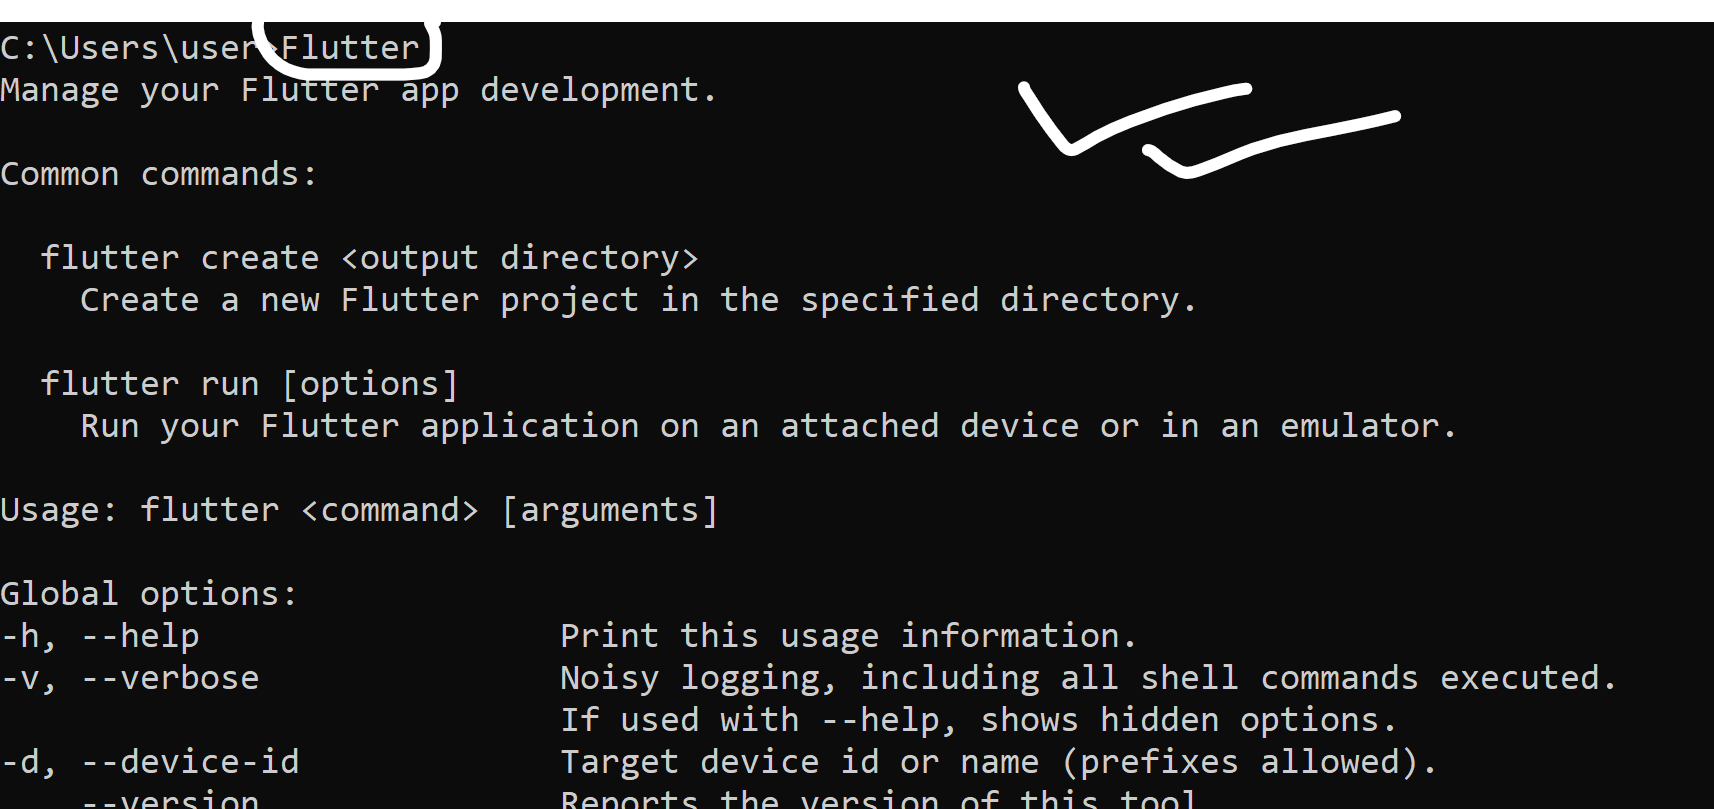 C:\Users\user>Flutter
Manage your Flutter app development.
Common commands:
flutter create <output directory>
Create a new Flutter project in the specified directory.
flutter run [options]
Run your Flutter application on an attached device or in an emulator.
Usage: flutter <command> [arguments]
Global options:
-h, --help Print this usage information.
-v, --verbose Noisy logging, including all shell commands executed.
If used with --help, shows hidden options.
-d, --device-id Target device id or name (prefixes allowed).
--version Reports the version of this tool